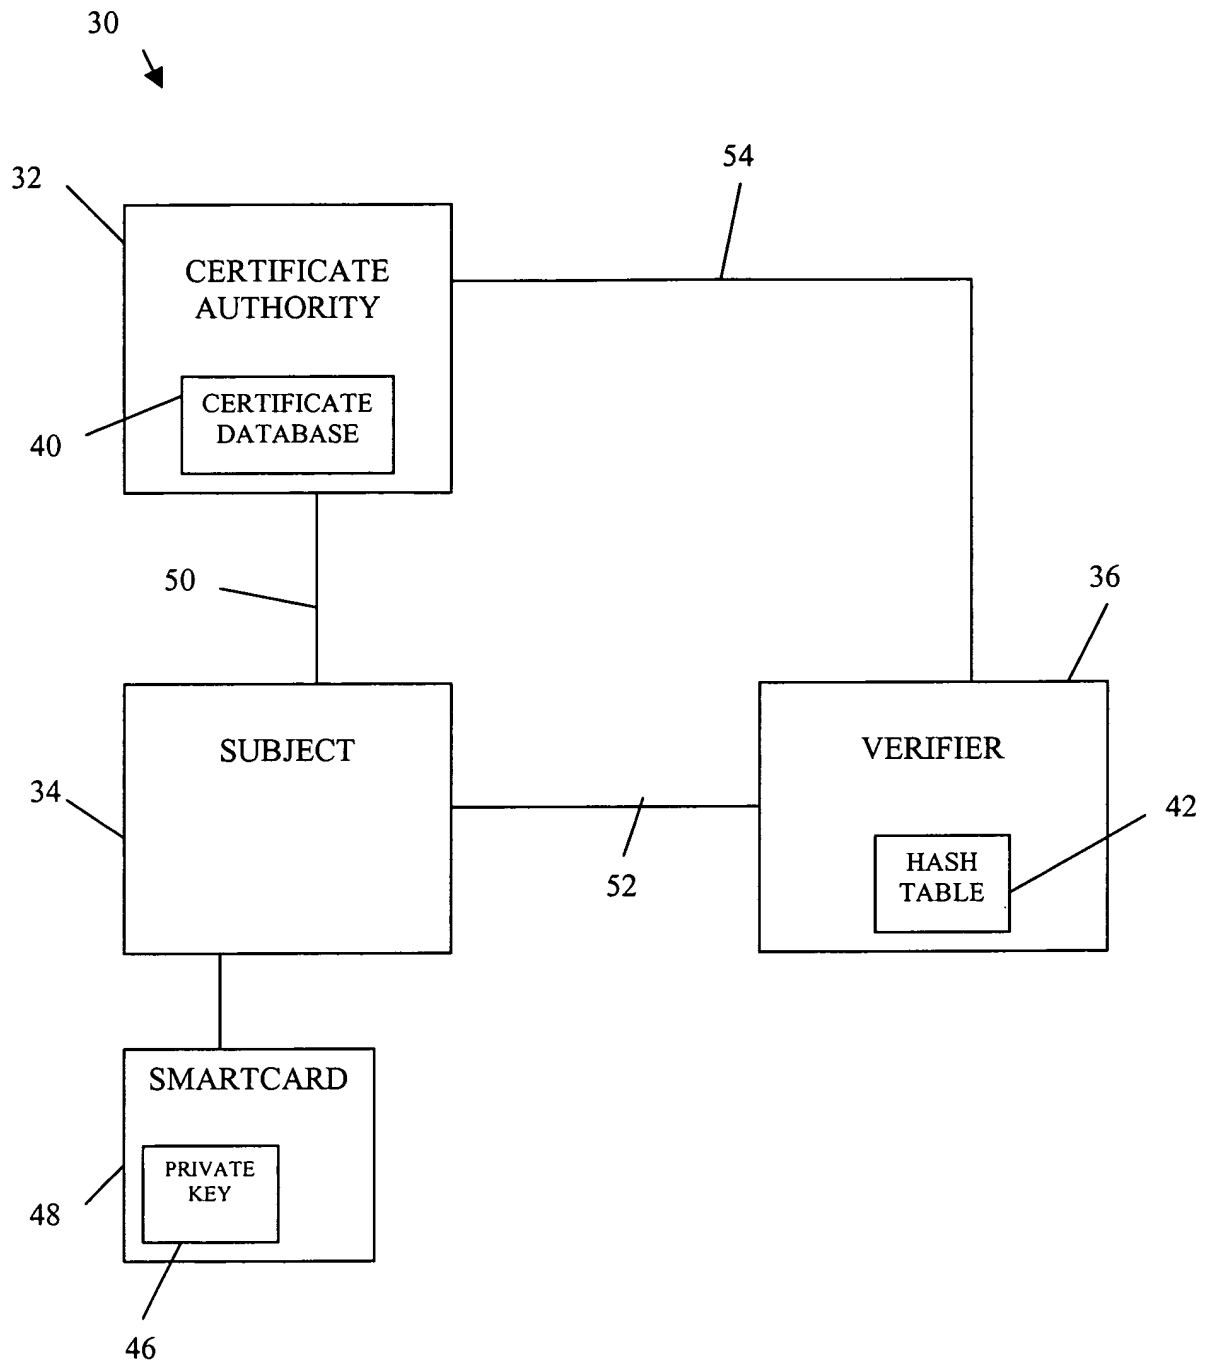 30
54
32
CERTIFICATE
AUTHORITY
CERTIFICATE
DATABASE
40
50
36
SUBJECT
VERIFIER
34
42
HASH
TABLE
52
SMARTCARD
PRIVATE
KEY
48
46